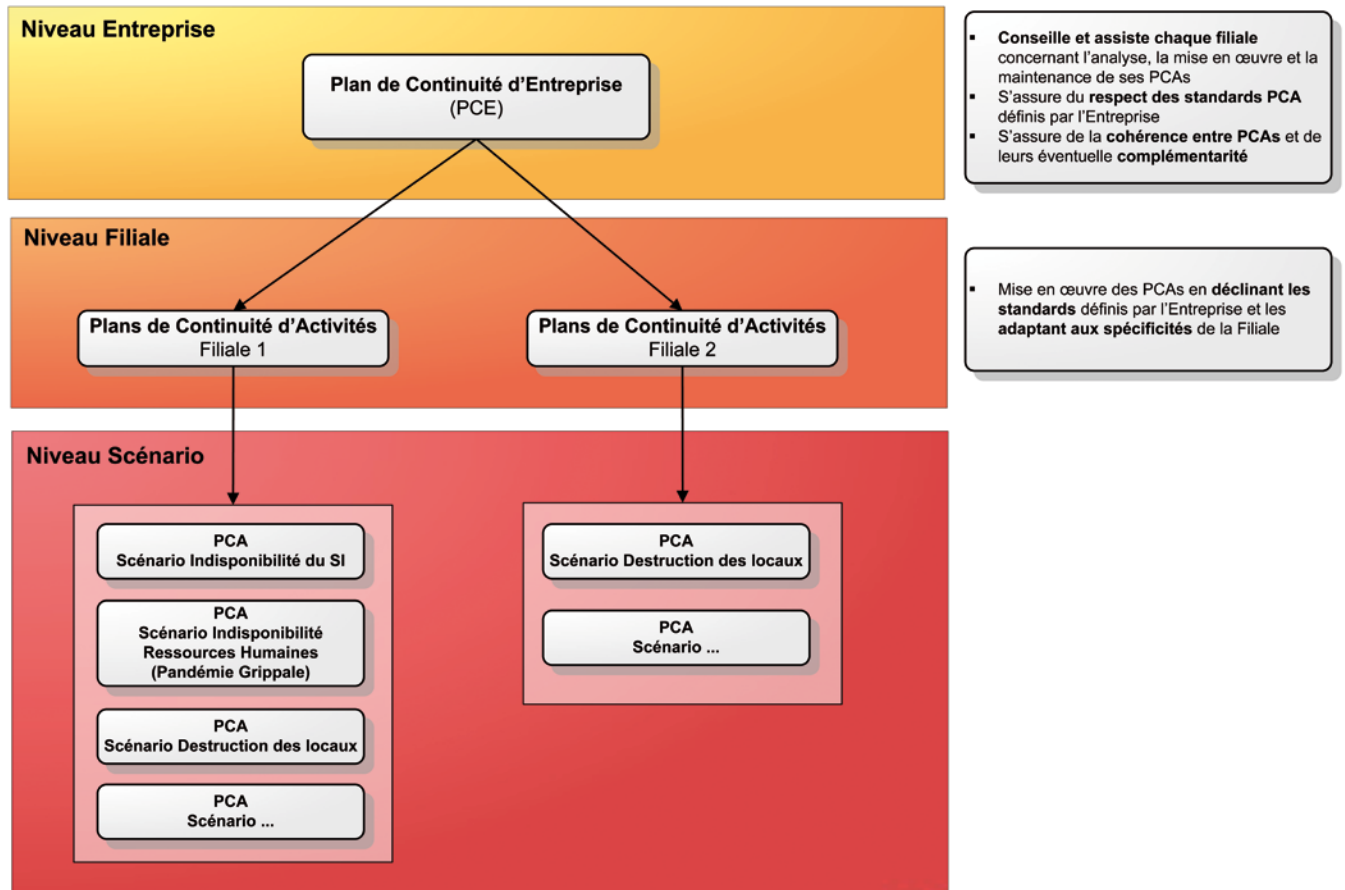 Niveau Entreprise
Plan de Continuité d'Entreprise
(PCE)
▪ Conseille et assiste chaque filiale
concernant l'analyse, la mise en œuvre et la
maintenance de ses PCAs
▪ S'assure du respect des standards PCA
définis par l'Entreprise
▪ S'assure de la cohérence entre PCAs et de
leurs éventuelle complémentarité
Niveau Filiale
Plans de Continuité d'Activités
Filiale 1
Plans de Continuité d'Activités
Filiale 2
▪ Mise en œuvre des PCAs en déclinant les
standards définis par l'Entreprise et les
adaptant aux spécificités de la Filiale
Niveau Scénario
PCA
Scénario Indisponibilité du SI
PCA
Scénario Indisponibilité
Ressources Humaines
(Pandémie Grippale)
PCA
Scénario Destruction des locaux
PCA
Scénario ...
PCA
Scénario Destruction des locaux
PCA
Scénario ...